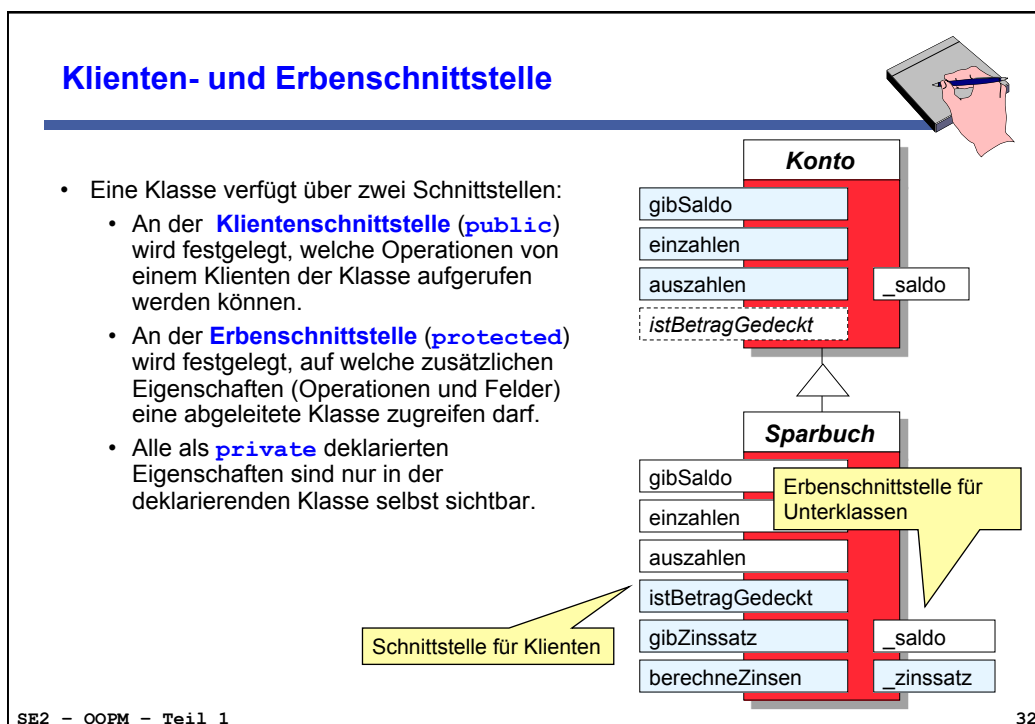 Klienten- und Erbenschnittstelle
• Eine Klasse verfügt über zwei Schnittstellen:
• An der Klientenschnittstelle (public)
wird festgelegt, welche Operationen von
einem Klienten der Klasse aufgerufen
werden können.
• An der Erbenschnittstelle (protected)
wird festgelegt, auf welche zusätzlichen
Eigenschaften (Operationen und Felder)
eine abgeleitete Klasse zugreifen darf.
• Alle als private deklarierten
Eigenschaften sind nur in der
deklarierenden Klasse selbst sichtbar.
Konto
gibSaldo
einzahlen
auszahlen
_saldo
istBetragGedeckt
Sparbuch
gibSaldo
einzahlen
auszahlen
istBetragGedeckt
gibZinssatz
berechneZinsen
_saldo
_zinssatz
Erbenschnittstelle für
Unterklassen
Schnittstelle für Klienten
SE2 – OOPM – Teil 1
32